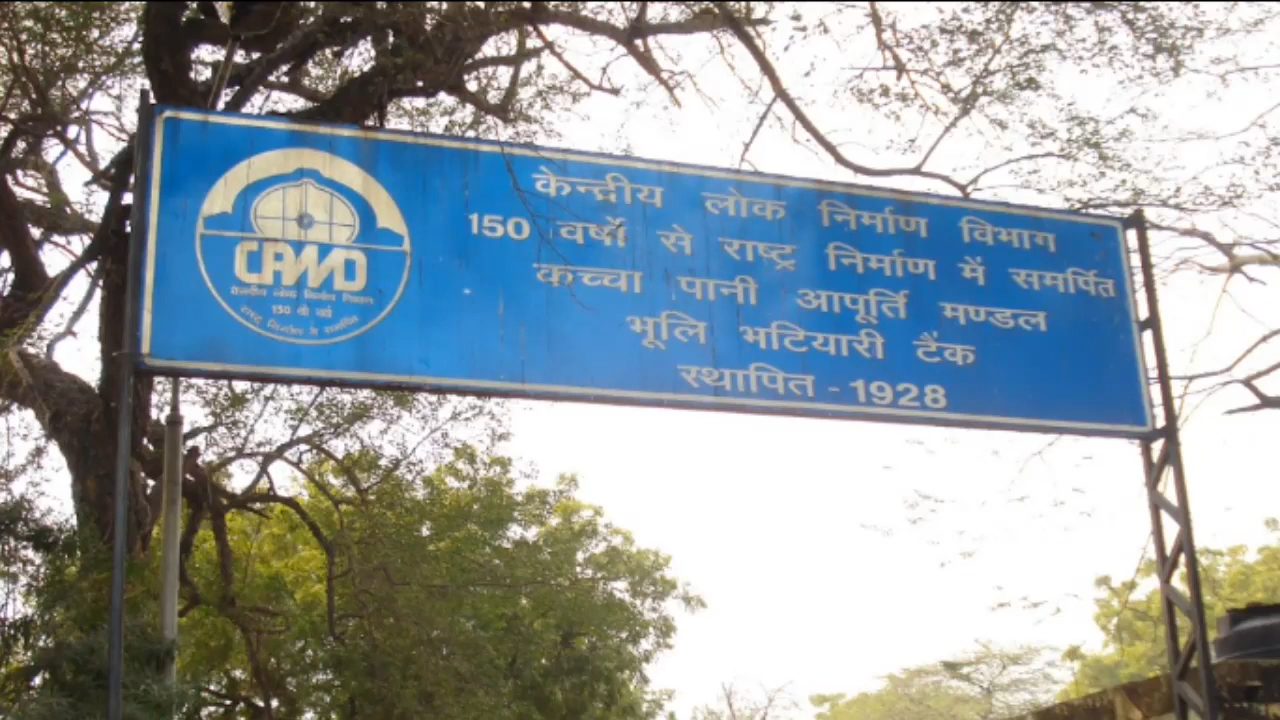 केन्द्रीय लोक निर्माण विभाग
150 वर्षों से राष्ट्र निर्माण में समर्पित
कच्चा पानी आपूर्ति मण्डल
भूलि भटियारी टैंक
स्थापित - 1928
CPWD
केन्द्रीय लोक निर्माण विभाग
150 वां वर्ष
राष्ट्र निर्माण में समर्पित